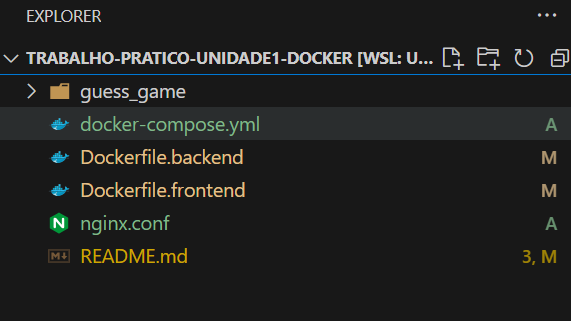 EXPLORER
TRABALHO-PRATICO-UNIDADE1-DOCKER [WSL: U...
guess_game
docker-compose.yml A
Dockerfile.backend M
Dockerfile.frontend M
nginx.conf A
README.md 3, M